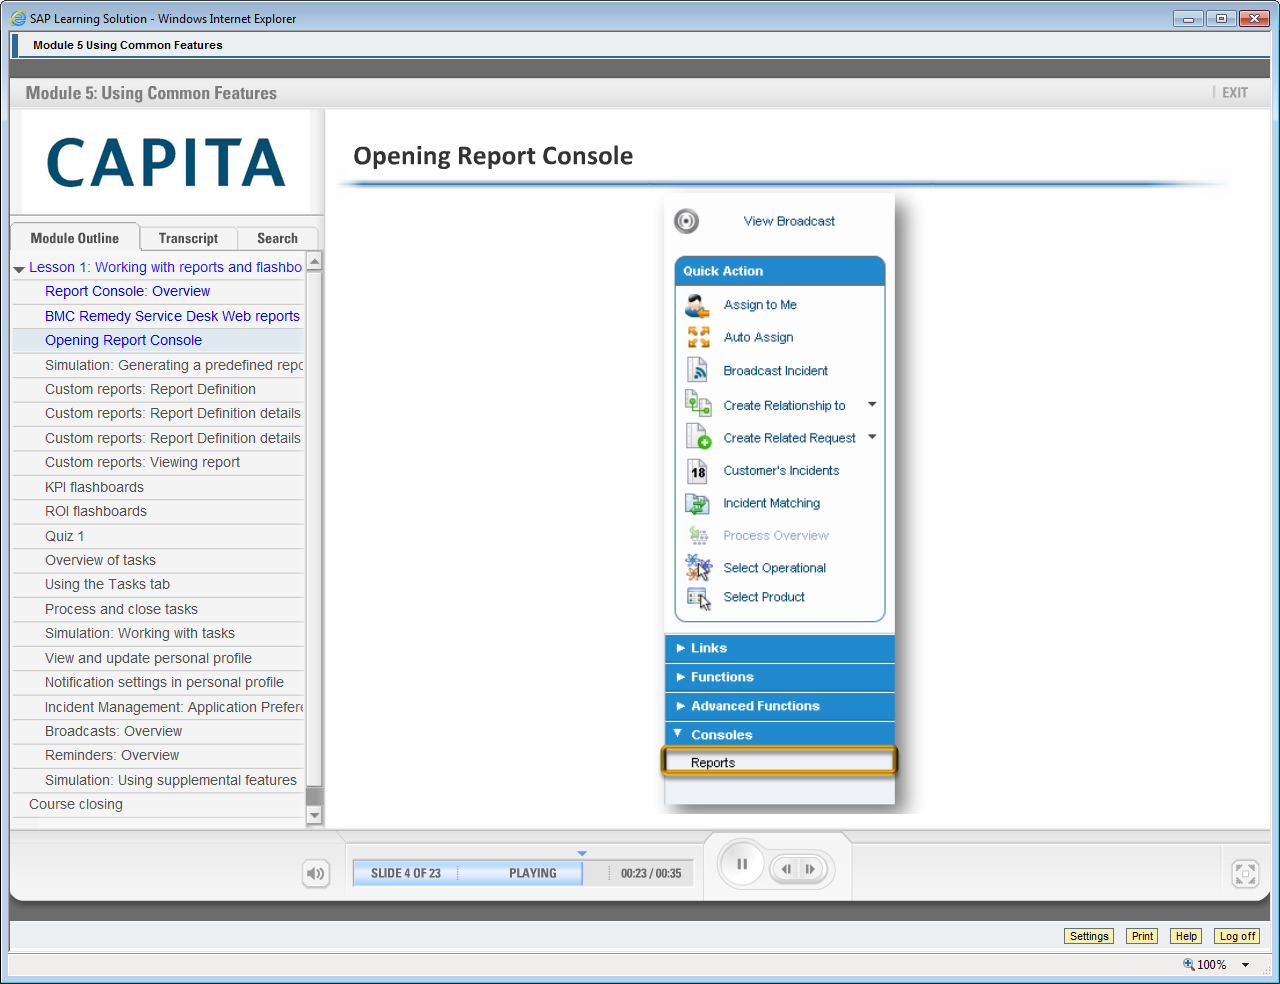 SAP Learning Solution - Windows Internet Explorer
Module 5 Using Common Features
Module 5: Using Common Features
EXIT
CAPITA
Module Outline
Transcript
Search
Lesson 1: Working with reports and flashbo
Report Console: Overview
BMC Remedy Service Desk Web reports
Opening Report Console
Simulation: Generating a predefined repo
Custom reports: Report Definition
Custom reports: Report Definition details
Custom reports: Report Definition details
Custom reports: Viewing report
KPI flashboards
ROI flashboards
Quiz 1
Overview of tasks
Using the Tasks tab
Process and close tasks
Simulation: Working with tasks
View and update personal profile
Notification settings in personal profile
Incident Management: Application Prefere
Broadcasts: Overview
Reminders: Overview
Simulation: Using supplemental features
Course closing
Opening Report Console
View Broadcast
Quick Action
Assign to Me
Auto Assign
Broadcast Incident
Create Relationship to
Create Related Request
18
Customer's Incidents
Incident Matching
Process Overview
Select Operational
Select Product
Links
Functions
Advanced Functions
Consoles
Reports
SLIDE 4 OF 23
PLAYING
00:23 / 00:35
Settings
Print
Help
Log off
100%